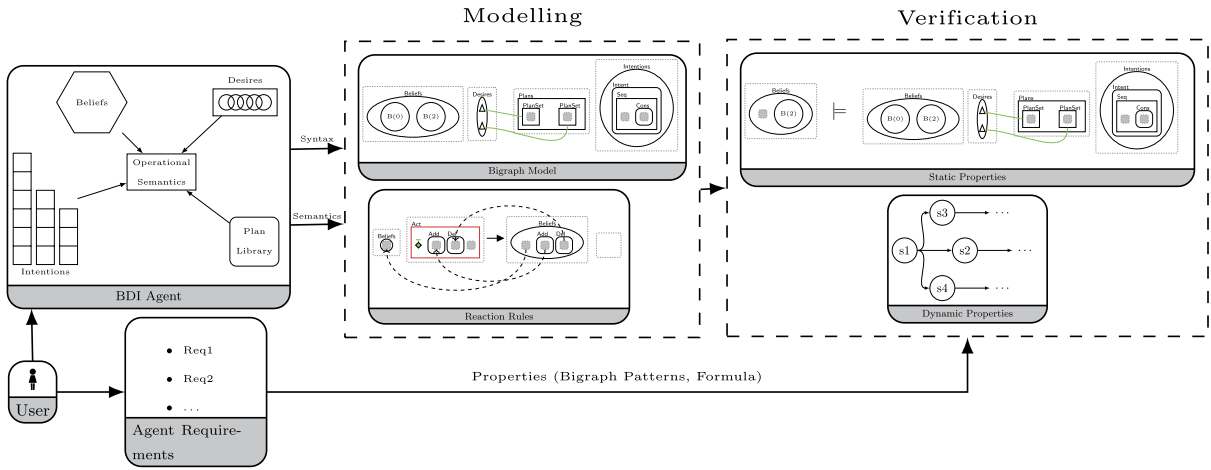 Modelling
Verification
Beliefs
Desires
Operational
Semantics
Plan
Library
Intentions
BDI Agent
Syntax
Semantics
Beliefs
B(0)
B(2)
Desires
Plans
PlanSet
PlanSet
Intentions
Intent
Seq
Cons
Bigraph Model
Beliefs
Act
Add
Del
Beliefs
Add
Del
Reaction Rules
Beliefs
B(2)
⊨
Beliefs
B(0)
B(2)
Desires
Plans
PlanSet
PlanSet
Intentions
Intent
Seq
Cons
Static Properties
s1
s3
· · ·
s2
· · ·
s4
· · ·
Dynamic Properties
User
• Req1
• Req2
• . . .
Agent Require-
ments
Properties (Bigraph Patterns, Formula)